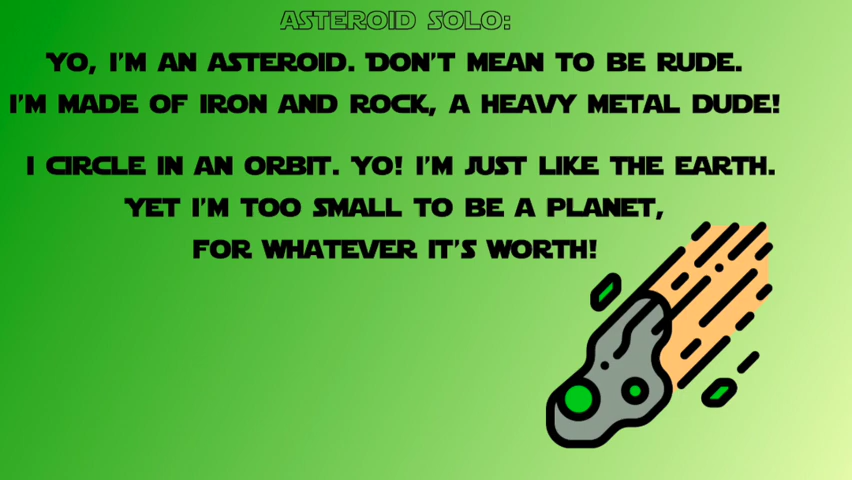 ASTEROID SOLO:
YO, I'M AN ASTEROID. DON'T MEAN TO BE RUDE.
I'M MADE OF IRON AND ROCK, A HEAVY METAL DUDE!
I CIRCLE IN AN ORBIT. YO! I'M JUST LIKE THE EARTH.
YET I'M TOO SMALL TO BE A PLANET,
FOR WHATEVER IT'S WORTH!